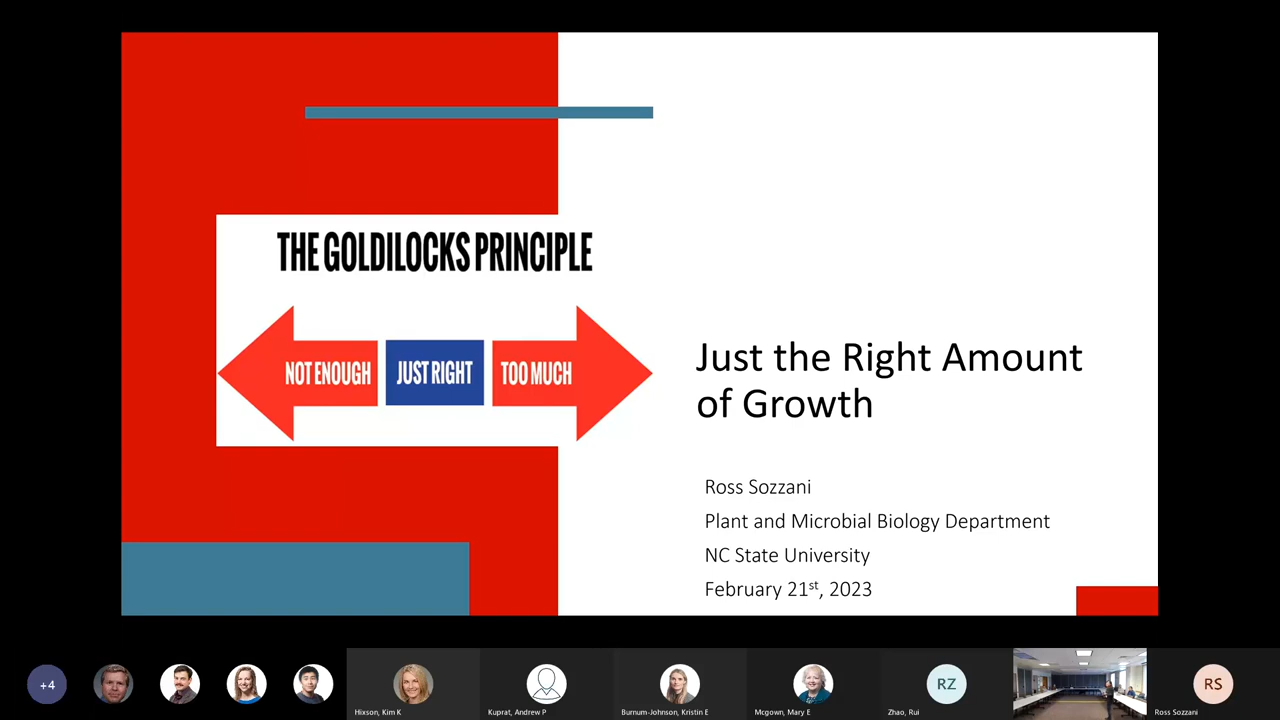 THE GOLDILOCKS PRINCIPLE
NOT ENOUGH
JUST RIGHT
TOO MUCH
Just the Right Amount
of Growth
Ross Sozzani
Plant and Microbial Biology Department
NC State University
February 21st, 2023
+4
Hixson, Kim K
Kuprat, Andrew P
Burnum-Johnson, Kristin E
Mcgown, Mary E
RZ
Zhao, Rui
RS
Ross Sozzani